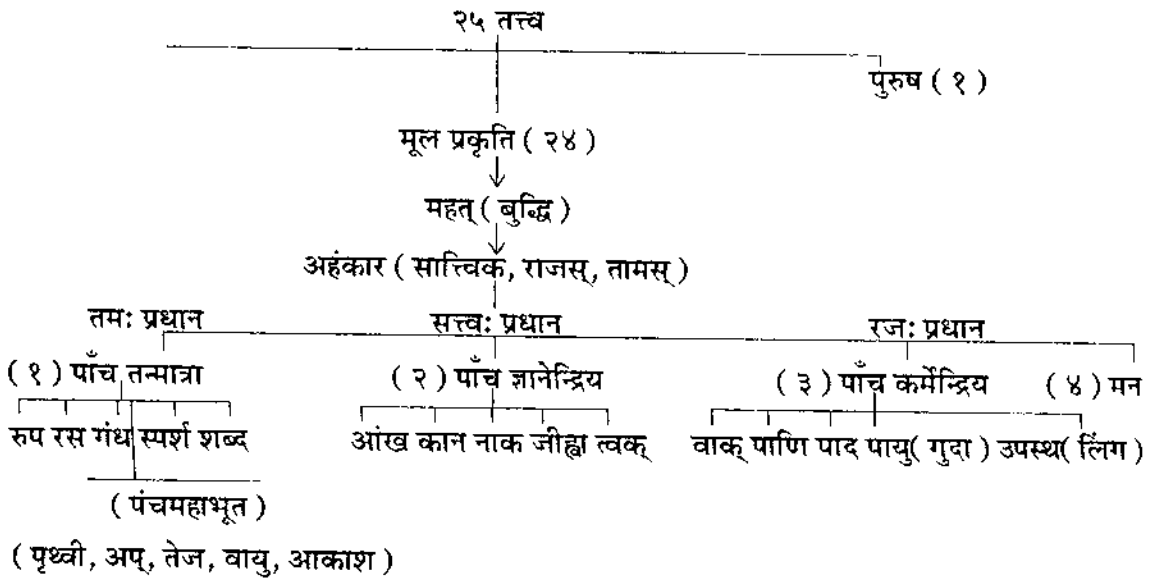 २५ तत्त्व
पुरुष ( १ )
मूल प्रकृति ( २४ )
महत् ( बुद्धि )
अहंकार ( सात्त्विक, राजस्, तामस् )
तमः प्रधान सत्त्वः प्रधान रजः प्रधान
( १ ) पाँच तन्मात्रा ( २ ) पाँच ज्ञानेन्द्रिय ( ३ ) पाँच कर्मेन्द्रिय ( ४ ) मन
रुप रस गंध स्पर्श शब्द आंख कान नाक जीह्वा त्वक् वाक् पाणि पाद पायु( गुदा ) उपस्थ( लिंग )
( पंचमहाभूत )
( पृथ्वी, अप्, तेज, वायु, आकाश )